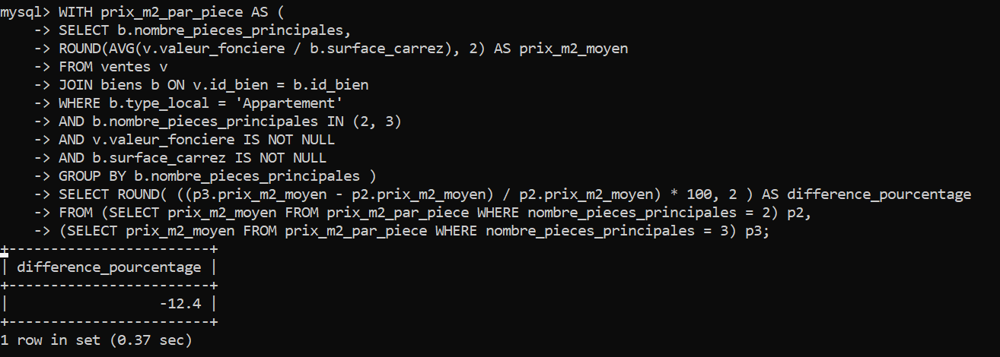 mysql> WITH prix_m2_par_piece AS (
    -> SELECT b.nombre_pieces_principales,
    -> ROUND(AVG(v.valeur_fonciere / b.surface_carrez), 2) AS prix_m2_moyen
    -> FROM ventes v
    -> JOIN biens b ON v.id_bien = b.id_bien
    -> WHERE b.type_local = 'Appartement'
    -> AND b.nombre_pieces_principales IN (2, 3)
    -> AND v.valeur_fonciere IS NOT NULL
    -> AND b.surface_carrez IS NOT NULL
    -> GROUP BY b.nombre_pieces_principales )
    -> SELECT ROUND( ((p3.prix_m2_moyen - p2.prix_m2_moyen) / p2.prix_m2_moyen) * 100, 2 ) AS difference_pourcentage
    -> FROM (SELECT prix_m2_moyen FROM prix_m2_par_piece WHERE nombre_pieces_principales = 2) p2,
    -> (SELECT prix_m2_moyen FROM prix_m2_par_piece WHERE nombre_pieces_principales = 3) p3;
+------------------------+
| difference_pourcentage |
+------------------------+
|                  -12.4 |
+------------------------+
1 row in set (0.37 sec)